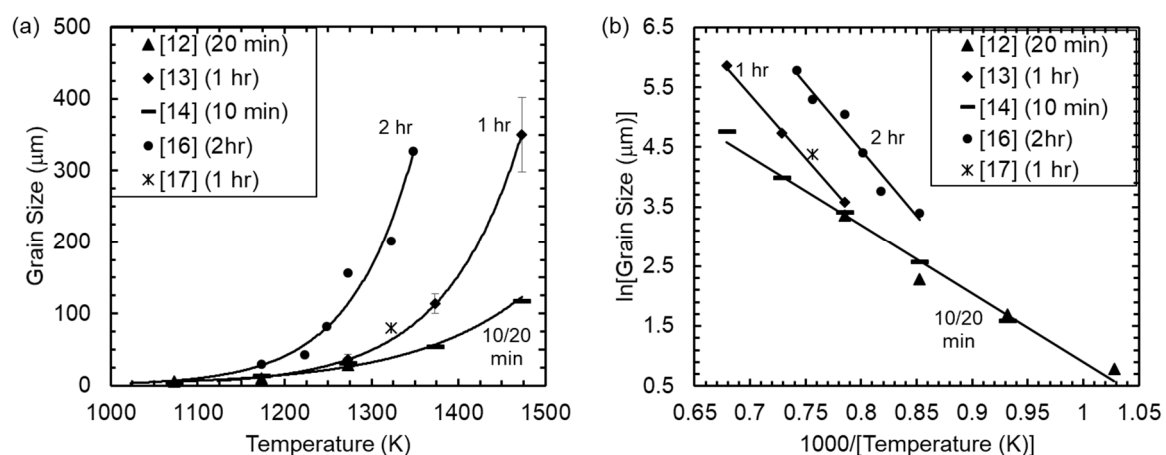 (a)
500
400
300
200
100
0
Grain Size (μm)
[12] (20 min)
[13] (1 hr)
[14] (10 min)
[16] (2hr)
[17] (1 hr)
2 hr
1 hr
10/20
min
1000 1100 1200 1300 1400 1500
Temperature (K)
(b)
6.5
5.5
4.5
3.5
2.5
1.5
0.5
ln[Grain Size (μm)]
1 hr
2 hr
10/20
min
[12] (20 min)
[13] (1 hr)
[14] (10 min)
[16] (2hr)
[17] (1 hr)
0.65 0.7 0.75 0.8 0.85 0.9 0.95 1 1.05
1000/[Temperature (K)]